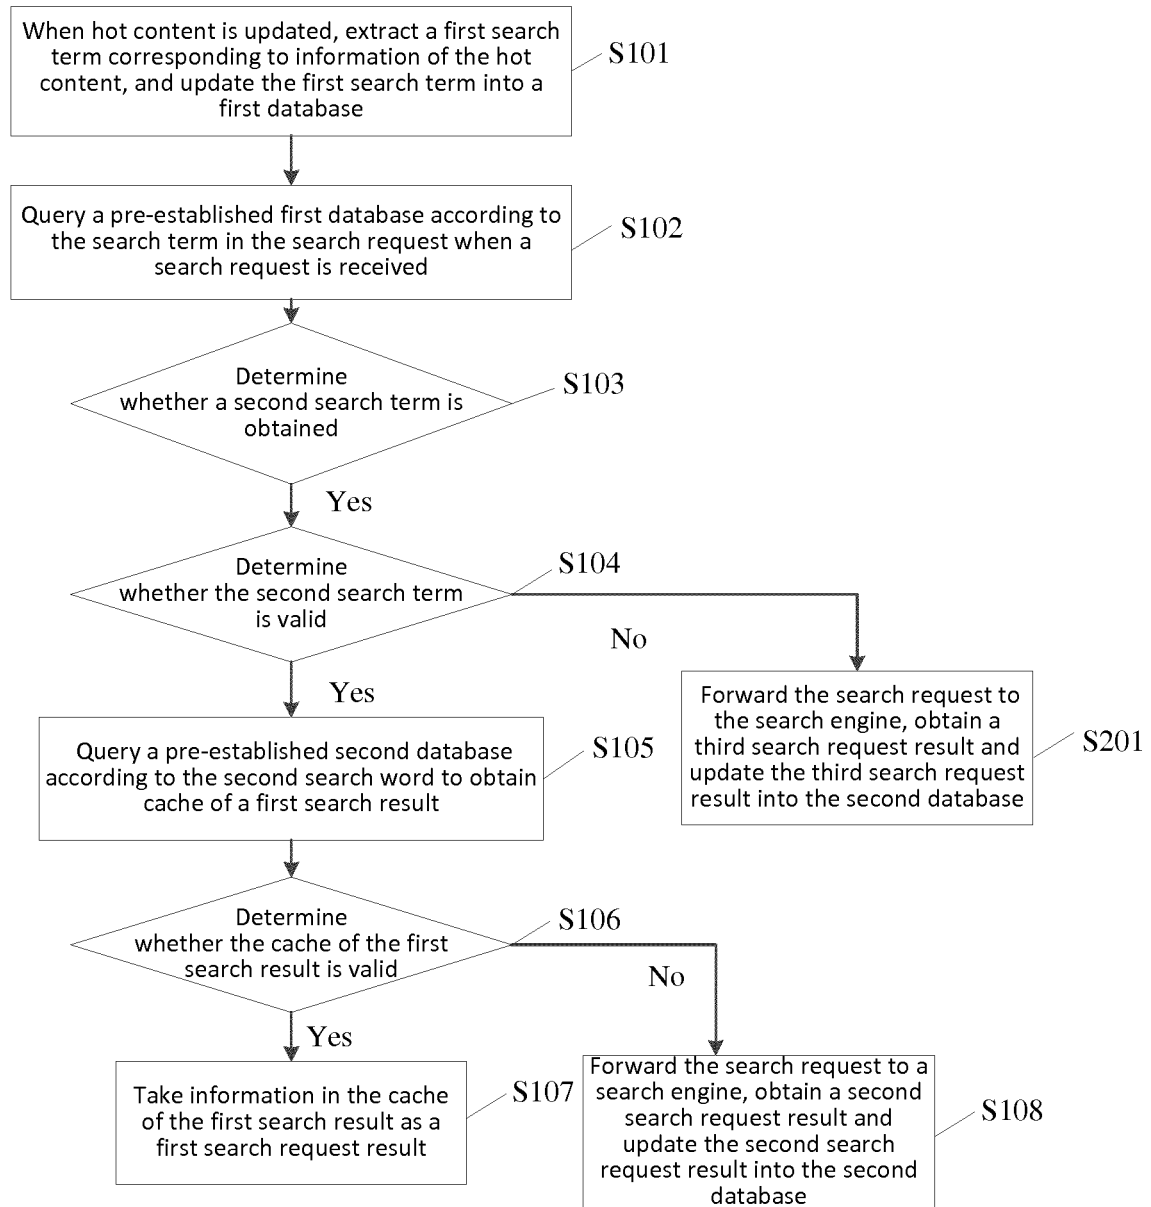 When hot content is updated, extract a first search
term corresponding to information of the hot
content, and update the first search term into a
first database
S101
Query a pre-established first database according to
the search term in the search request when a
search request is received
S102
Determine
whether a second search term is
obtained
S103
Yes
Determine
whether the second search term
is valid
S104
No
Yes
Forward the search request to
the search engine, obtain a
third search request result and
update the third search request
result into the second database
S201
Query a pre-established second database
according to the second search word to obtain
cache of a first search result
S105
Determine
whether the cache of the first
search result is valid
S106
No
Yes
Take information in the cache
of the first search result as a
first search request result
S107
Forward the search request to a
search engine, obtain a second
search request result and
update the second search
request result into the second
database
S108